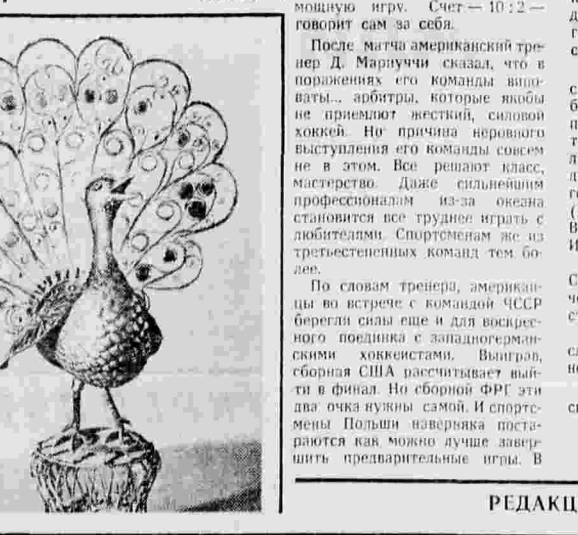 мощную игру. Счет — 10 : 2 —
говорит сам за себя.
После матча американский тре-
нер Д. Мариуччи сказал, что в
поражениях его команды вино-
ваты... арбитры, которые якобы
не приемлют жесткий, силовой
хоккей. Но причина неровного
выступления его команды совсем
не в этом. Все решают класс,
мастерство. Даже сильнейшим
профессионалам из-за океана
становится все труднее играть с
любителями. Спортсменам же из
третьестепенных команд тем бо-
лее.
По словам тренера, американ-
цы во встрече с командой ЧССР
берегли силы еще и для воскрес-
ного поединка с западногерман-
скими хоккеистами. Выиграв,
сборная США рассчитывает вый-
ти в финал. Но сборной ФРГ эти
два очка нужны самой. И спортс-
мены Польши наверняка поста-
раются как можно лучше завер-
шить предварительные игры. В
РЕДАКЦ